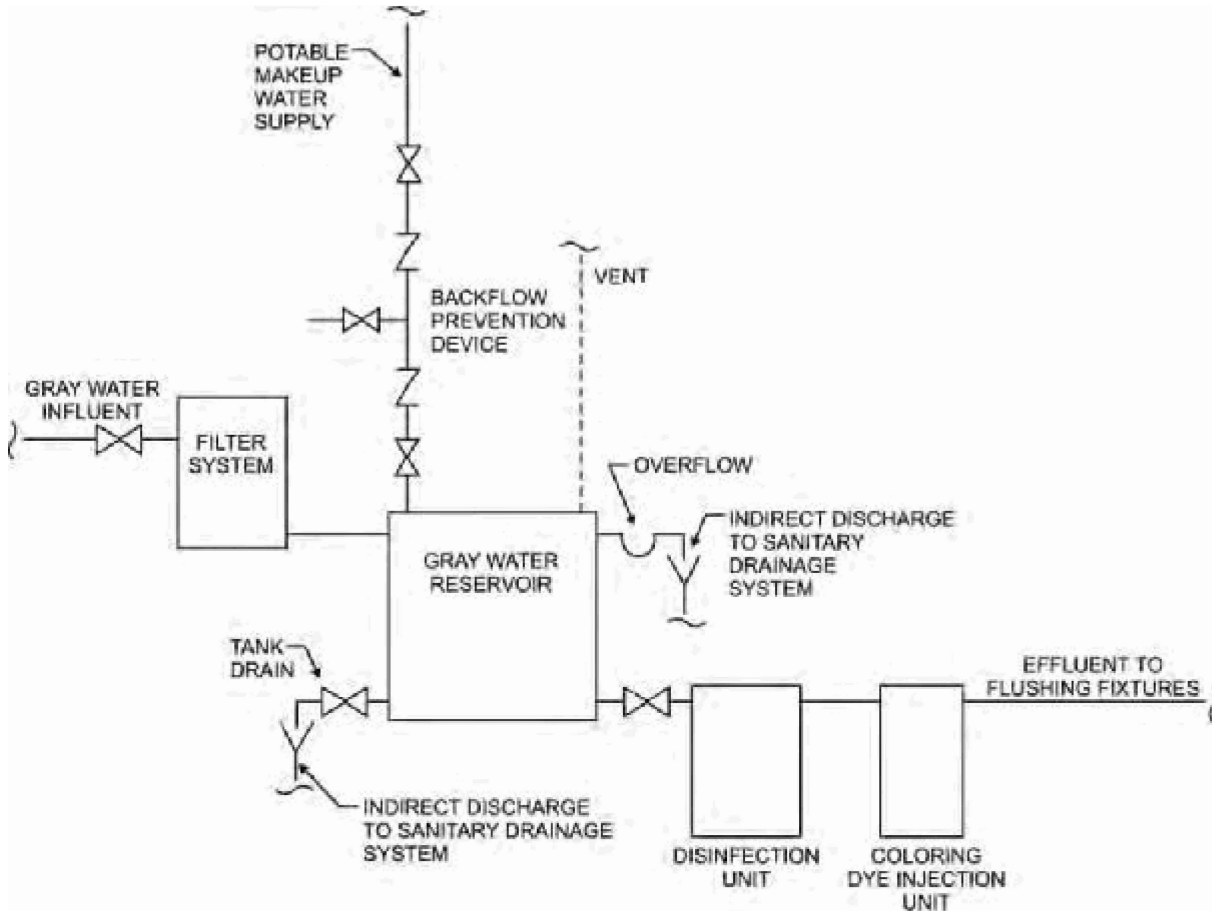 POTABLE
MAKEUP
WATER
SUPPLY
VENT
BACKFLOW
PREVENTION
DEVICE
GRAY WATER
INFLUENT
FILTER
SYSTEM
OVERFLOW
INDIRECT DISCHARGE
TO SANITARY
DRAINAGE
SYSTEM
GRAY WATER
RESERVOIR
TANK
DRAIN
EFFLUENT TO
FLUSHING FIXTURES
INDIRECT DISCHARGE
TO SANITARY DRAINAGE
SYSTEM
DISINFECTION
UNIT
COLORING
DYE INJECTION
UNIT